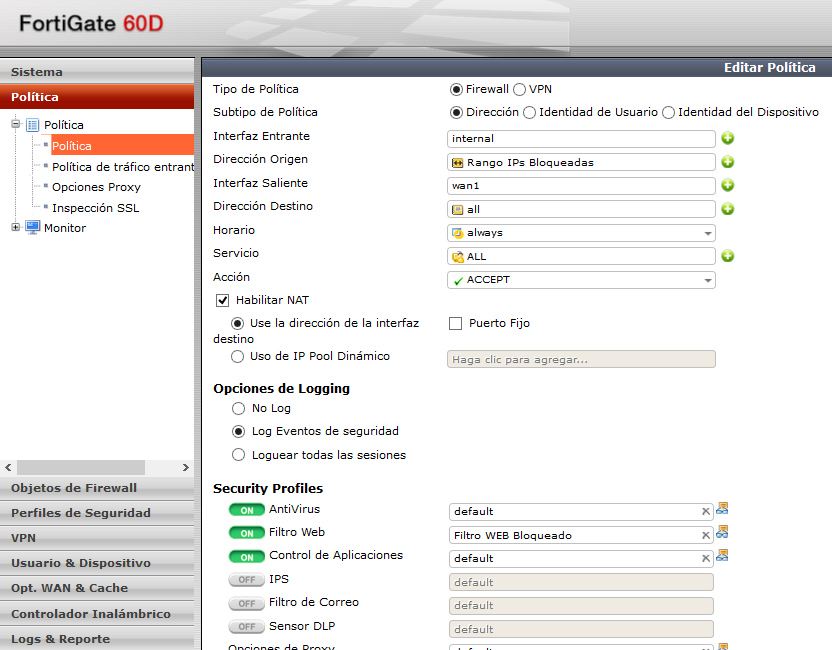 FortiGate 60D
Sistema
Política
Política
Política
Política de tráfico entrant
Opciones Proxy
Inspección SSL
Monitor
Objetos de Firewall
Perfiles de Seguridad
VPN
Usuario & Dispositivo
Opt. WAN & Cache
Controlador Inalámbrico
Logs & Reporte
Editar Política
Tipo de Política Firewall VPN
Subtipo de Política Dirección Identidad de Usuario Identidad del Dispositivo
Interfaz Entrante internal
Dirección Origen Rango IPs Bloqueadas
Interfaz Saliente wan1
Dirección Destino all
Horario always
Servicio ALL
Acción ACCEPT
Habilitar NAT
Use la dirección de la interfaz Puerto Fijo
destino
Uso de IP Pool Dinámico Haga clic para agregar...
Opciones de Logging
No Log
Log Eventos de seguridad
Loguear todas las sesiones
Security Profiles
ON AntiVirus default
ON Filtro Web Filtro WEB Bloqueado
ON Control de Aplicaciones default
OFF IPS default
OFF Filtro de Correo default
OFF Sensor DLP default
Opciones de Proxy default